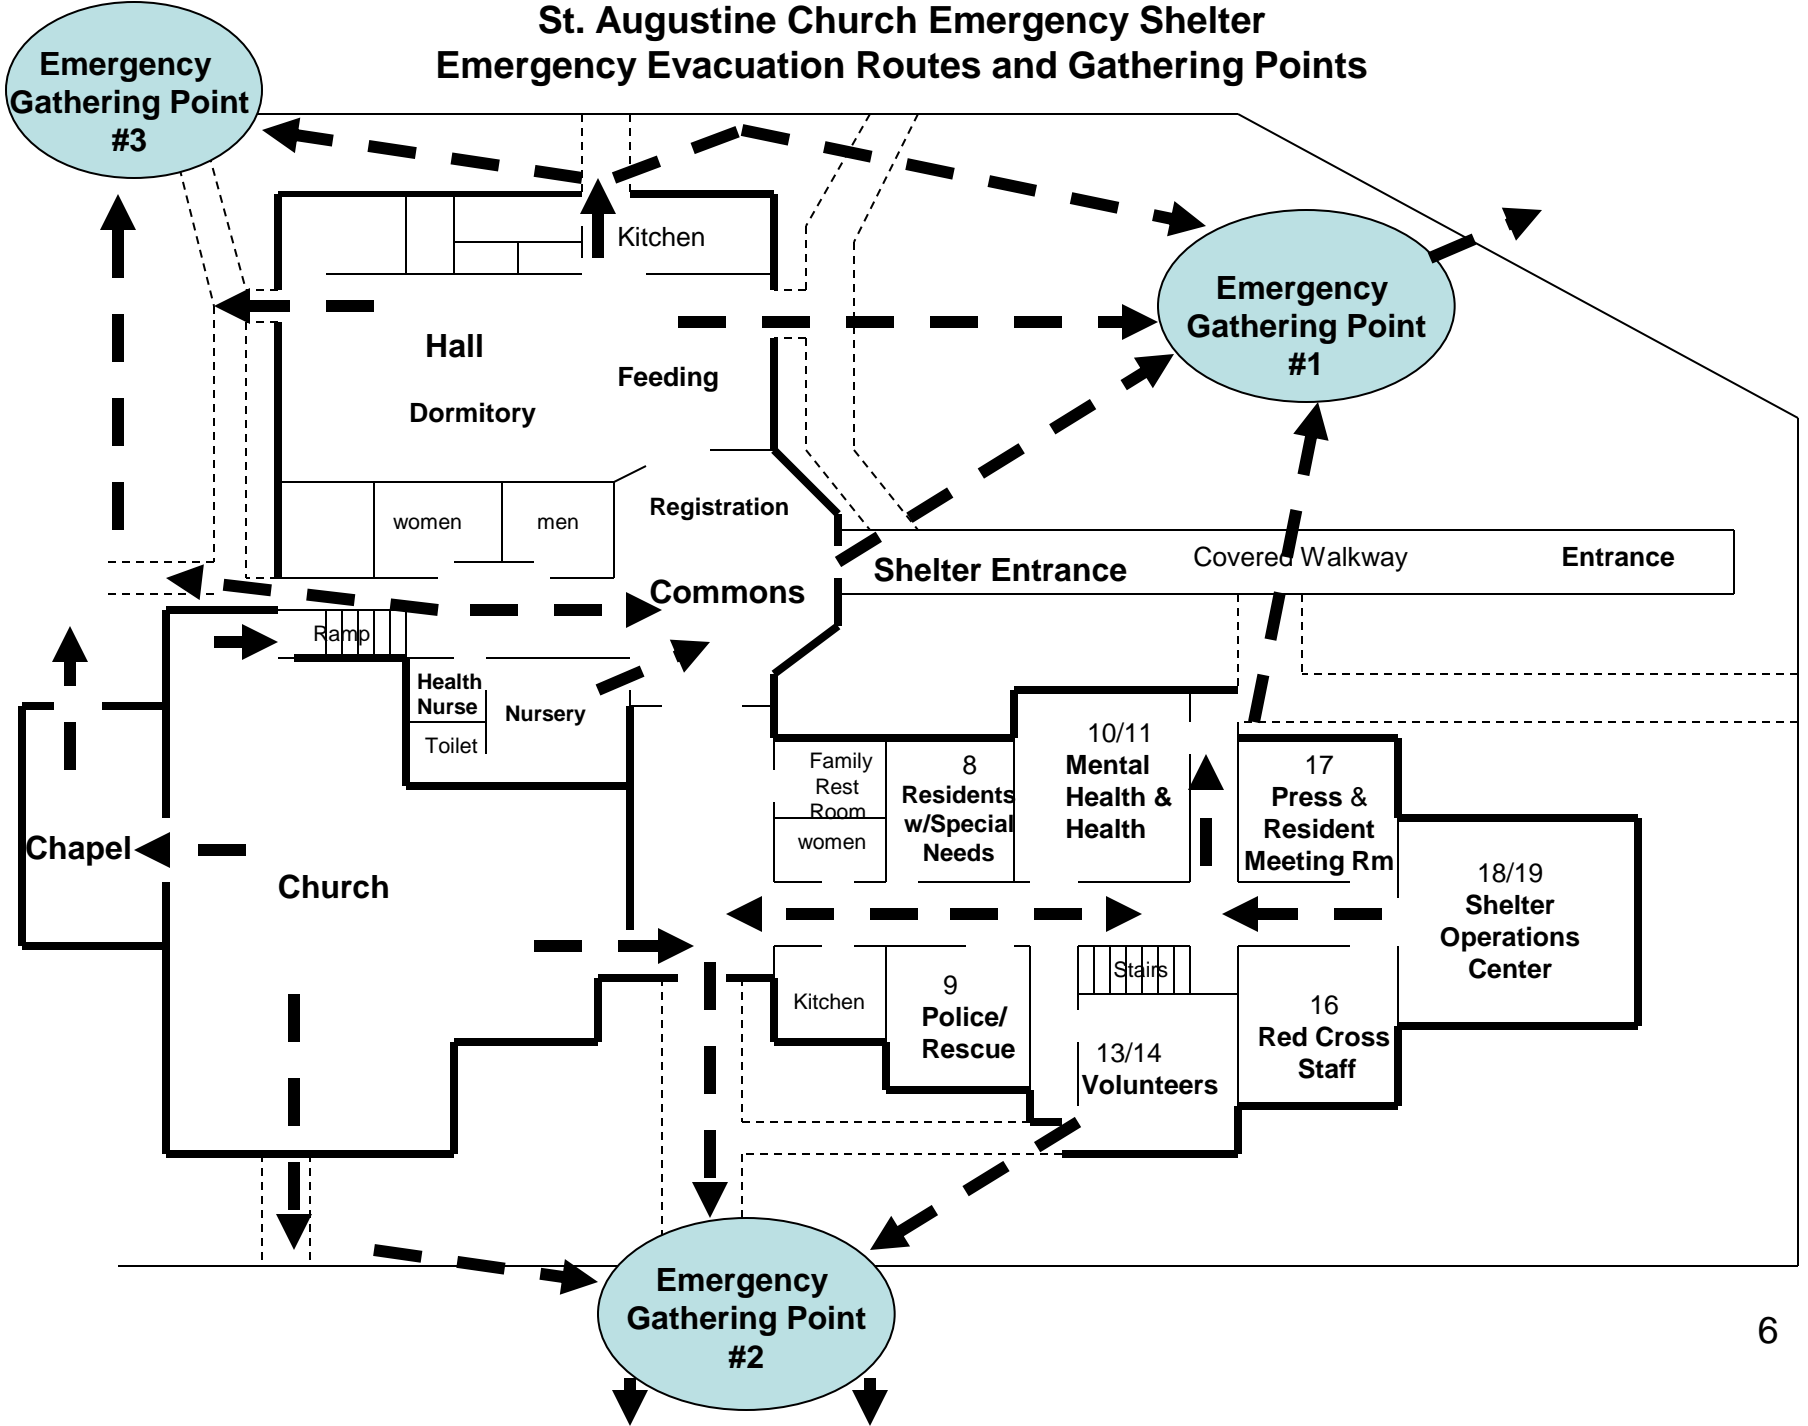 St. Augustine Church Emergency Shelter
Emergency Evacuation Routes and Gathering Points
Emergency
Gathering Point
#3
Kitchen
Emergency
Gathering Point
#1
Hall
Feeding
Dormitory
Registration
women
men
Shelter Entrance
Covered Walkway
Entrance
Commons
Ramp
Health
Nurse
Nursery
Toilet
Family
Rest
Room
women
8
Residents
w/Special
Needs
10/11
Mental
Health &
Health
17
Press &
Resident
Meeting Rm
Chapel
Church
18/19
Shelter
Operations
Center
Kitchen
9
Police/
Rescue
Stairs
13/14
Volunteers
16
Red Cross
Staff
Emergency
Gathering Point
#2
6